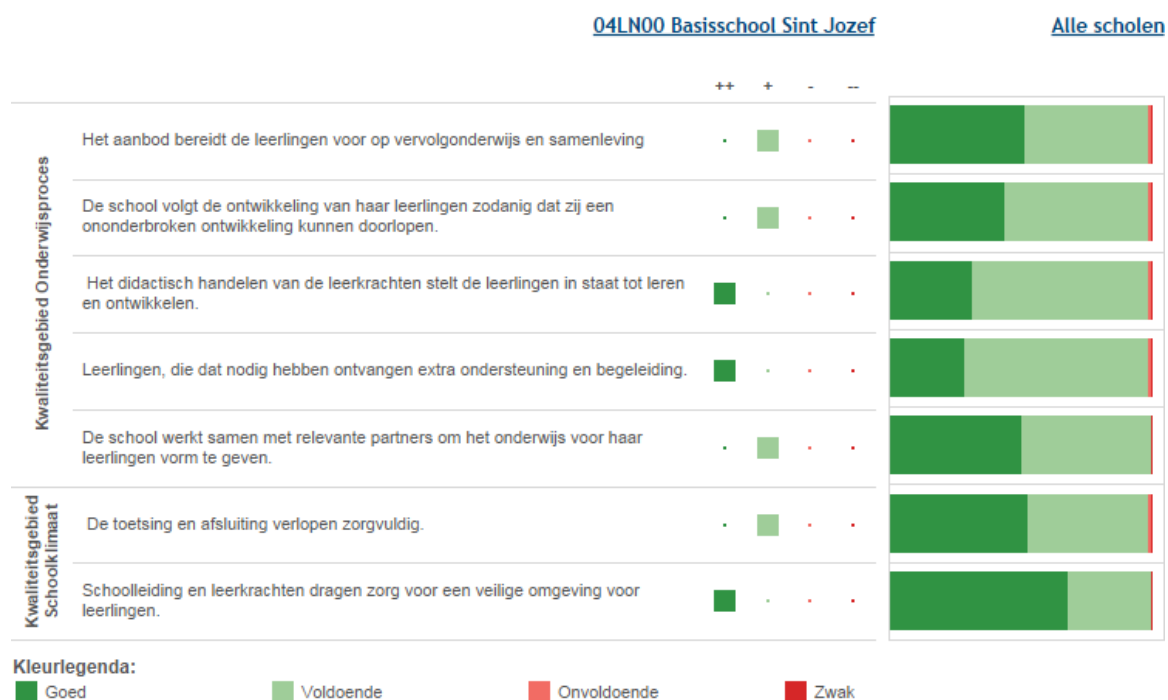 04LN00 Basisschool Sint Jozef
Alle scholen
++ + - --
Kwaliteitsgebied Onderwijsproces
Het aanbod bereidt de leerlingen voor op vervolgonderwijs en samenleving
De school volgt de ontwikkeling van haar leerlingen zodanig dat zij een
ononderbroken ontwikkeling kunnen doorlopen.
Het didactisch handelen van de leerkrachten stelt de leerlingen in staat tot leren
en ontwikkelen.
Leerlingen, die dat nodig hebben ontvangen extra ondersteuning en begeleiding.
De school werkt samen met relevante partners om het onderwijs voor haar
leerlingen vorm te geven.
Kwaliteitsgebied
Schoolklimaat
De toetsing en afsluiting verlopen zorgvuldig.
Schoolleiding en leerkrachten dragen zorg voor een veilige omgeving voor
leerlingen.
Kleurlegenda:
Goed
Voldoende
Onvoldoende
Zwak